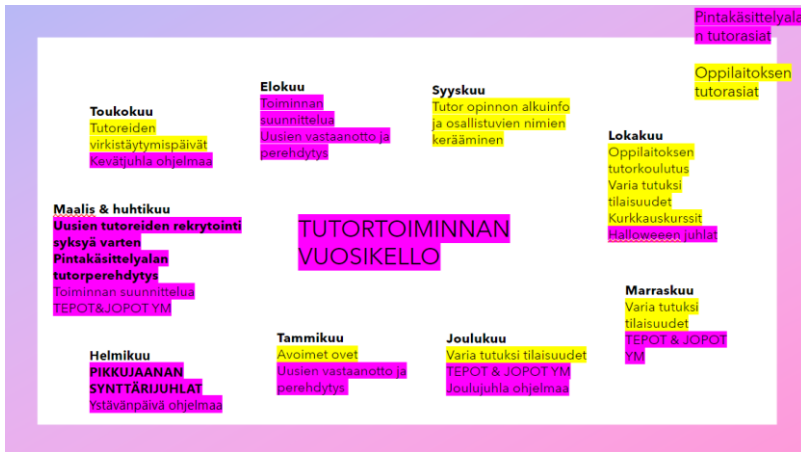 Pintakäsittelyala
n tutorasiat
Oppilaitoksen
tutorasiat
Elokuu
Toiminnan
suunnittelua
Uusien vastaanotto ja
perehdytys
Syyskuu
Tutor opinnon alkuinfo
ja osallistuvien nimien
kerääminen
Toukokuu
Tutoreiden
virkistäytymispäivät
Kevätjuhla ohjelmaa
Lokakuu
Oppilaitoksen
tutorkoulutus
Varia tutuksi
tilaisuudet
Kurkkauskurssit
Halloweeen juhlat
Maalis & huhtikuu
Uusien tutoreiden rekrytointi
syksyä varten
Pintakäsittelyalan
tutorperehdytys
Toiminnan suunnittelua
TEPOT&JOPOT YM
TUTORTOIMINNAN
VUOSIKELLO
Marraskuu
Varia tutuksi
tilaisuudet
TEPOT & JOPOT
YM
Helmikuu
PIKKUJAANAN
SYNTTÄRIJUHLAT
Ystävänpäivä ohjelmaa
Tammikuu
Avoimet ovet
Uusien vastaanotto ja
perehdytys
Joulukuu
Varia tutuksi tilaisuudet
TEPOT & JOPOT YM
Joulujuhla ohjelmaa